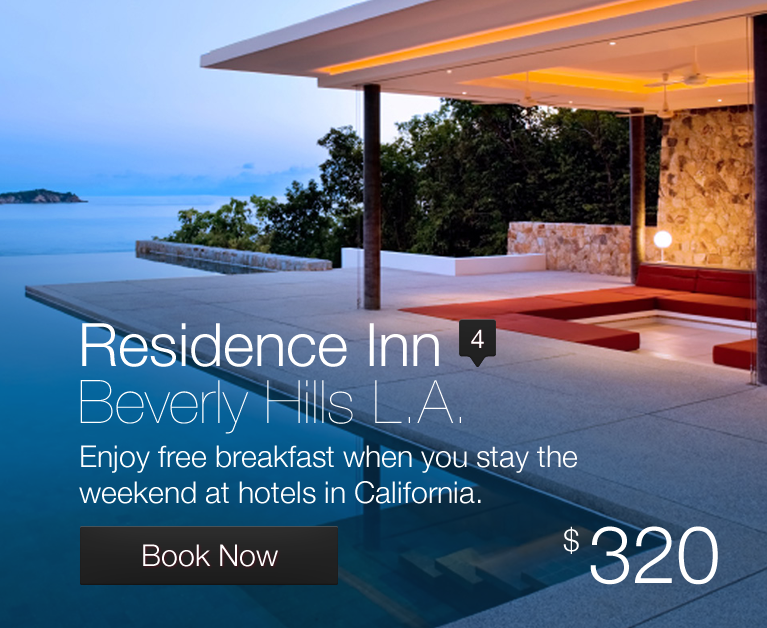 Residence Inn 4
Beverly Hills L.A.
Enjoy free breakfast when you stay the
weekend at hotels in California.
Book Now
$320